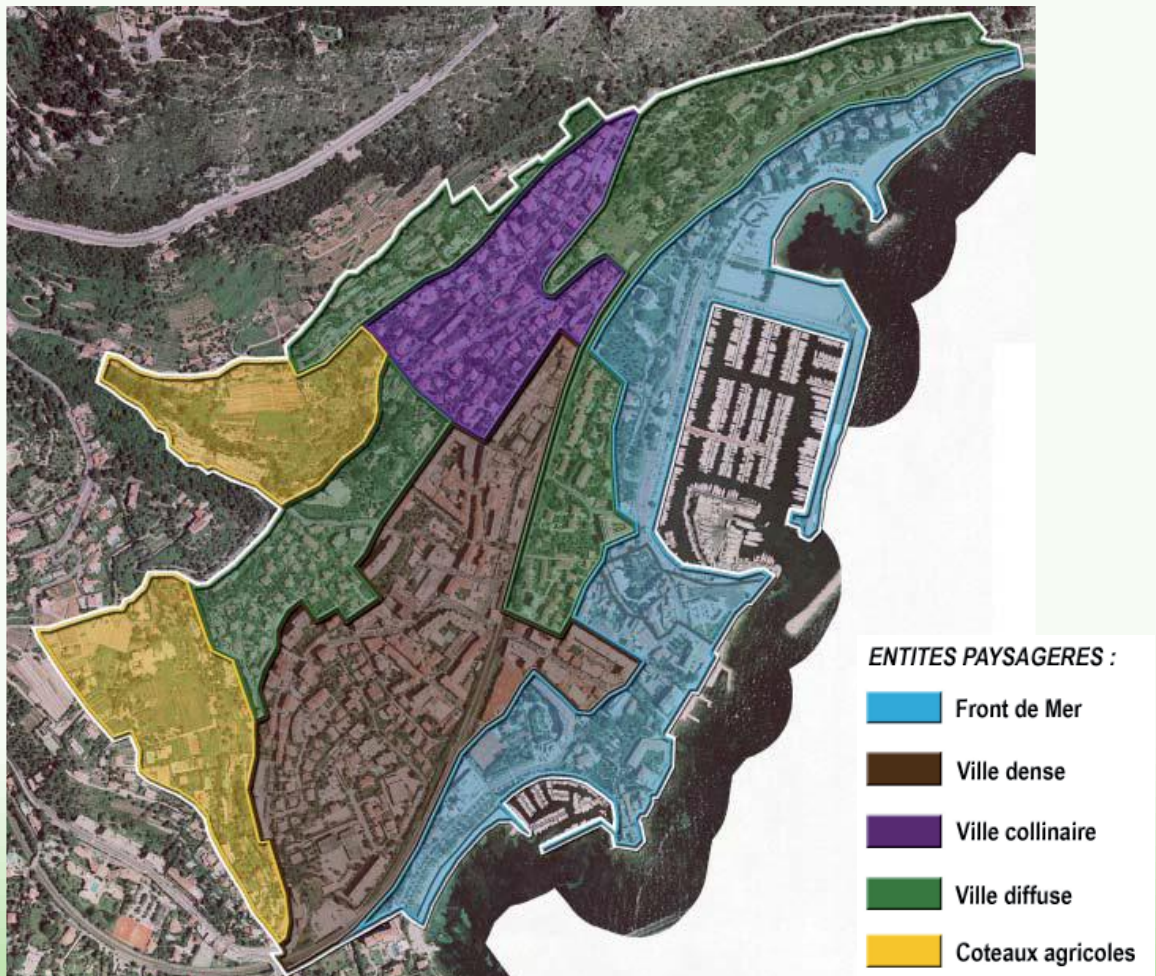 ENTITES PAYSAGERES :
Front de Mer
Ville dense
Ville collinaire
Ville diffuse
Coteaux agricoles